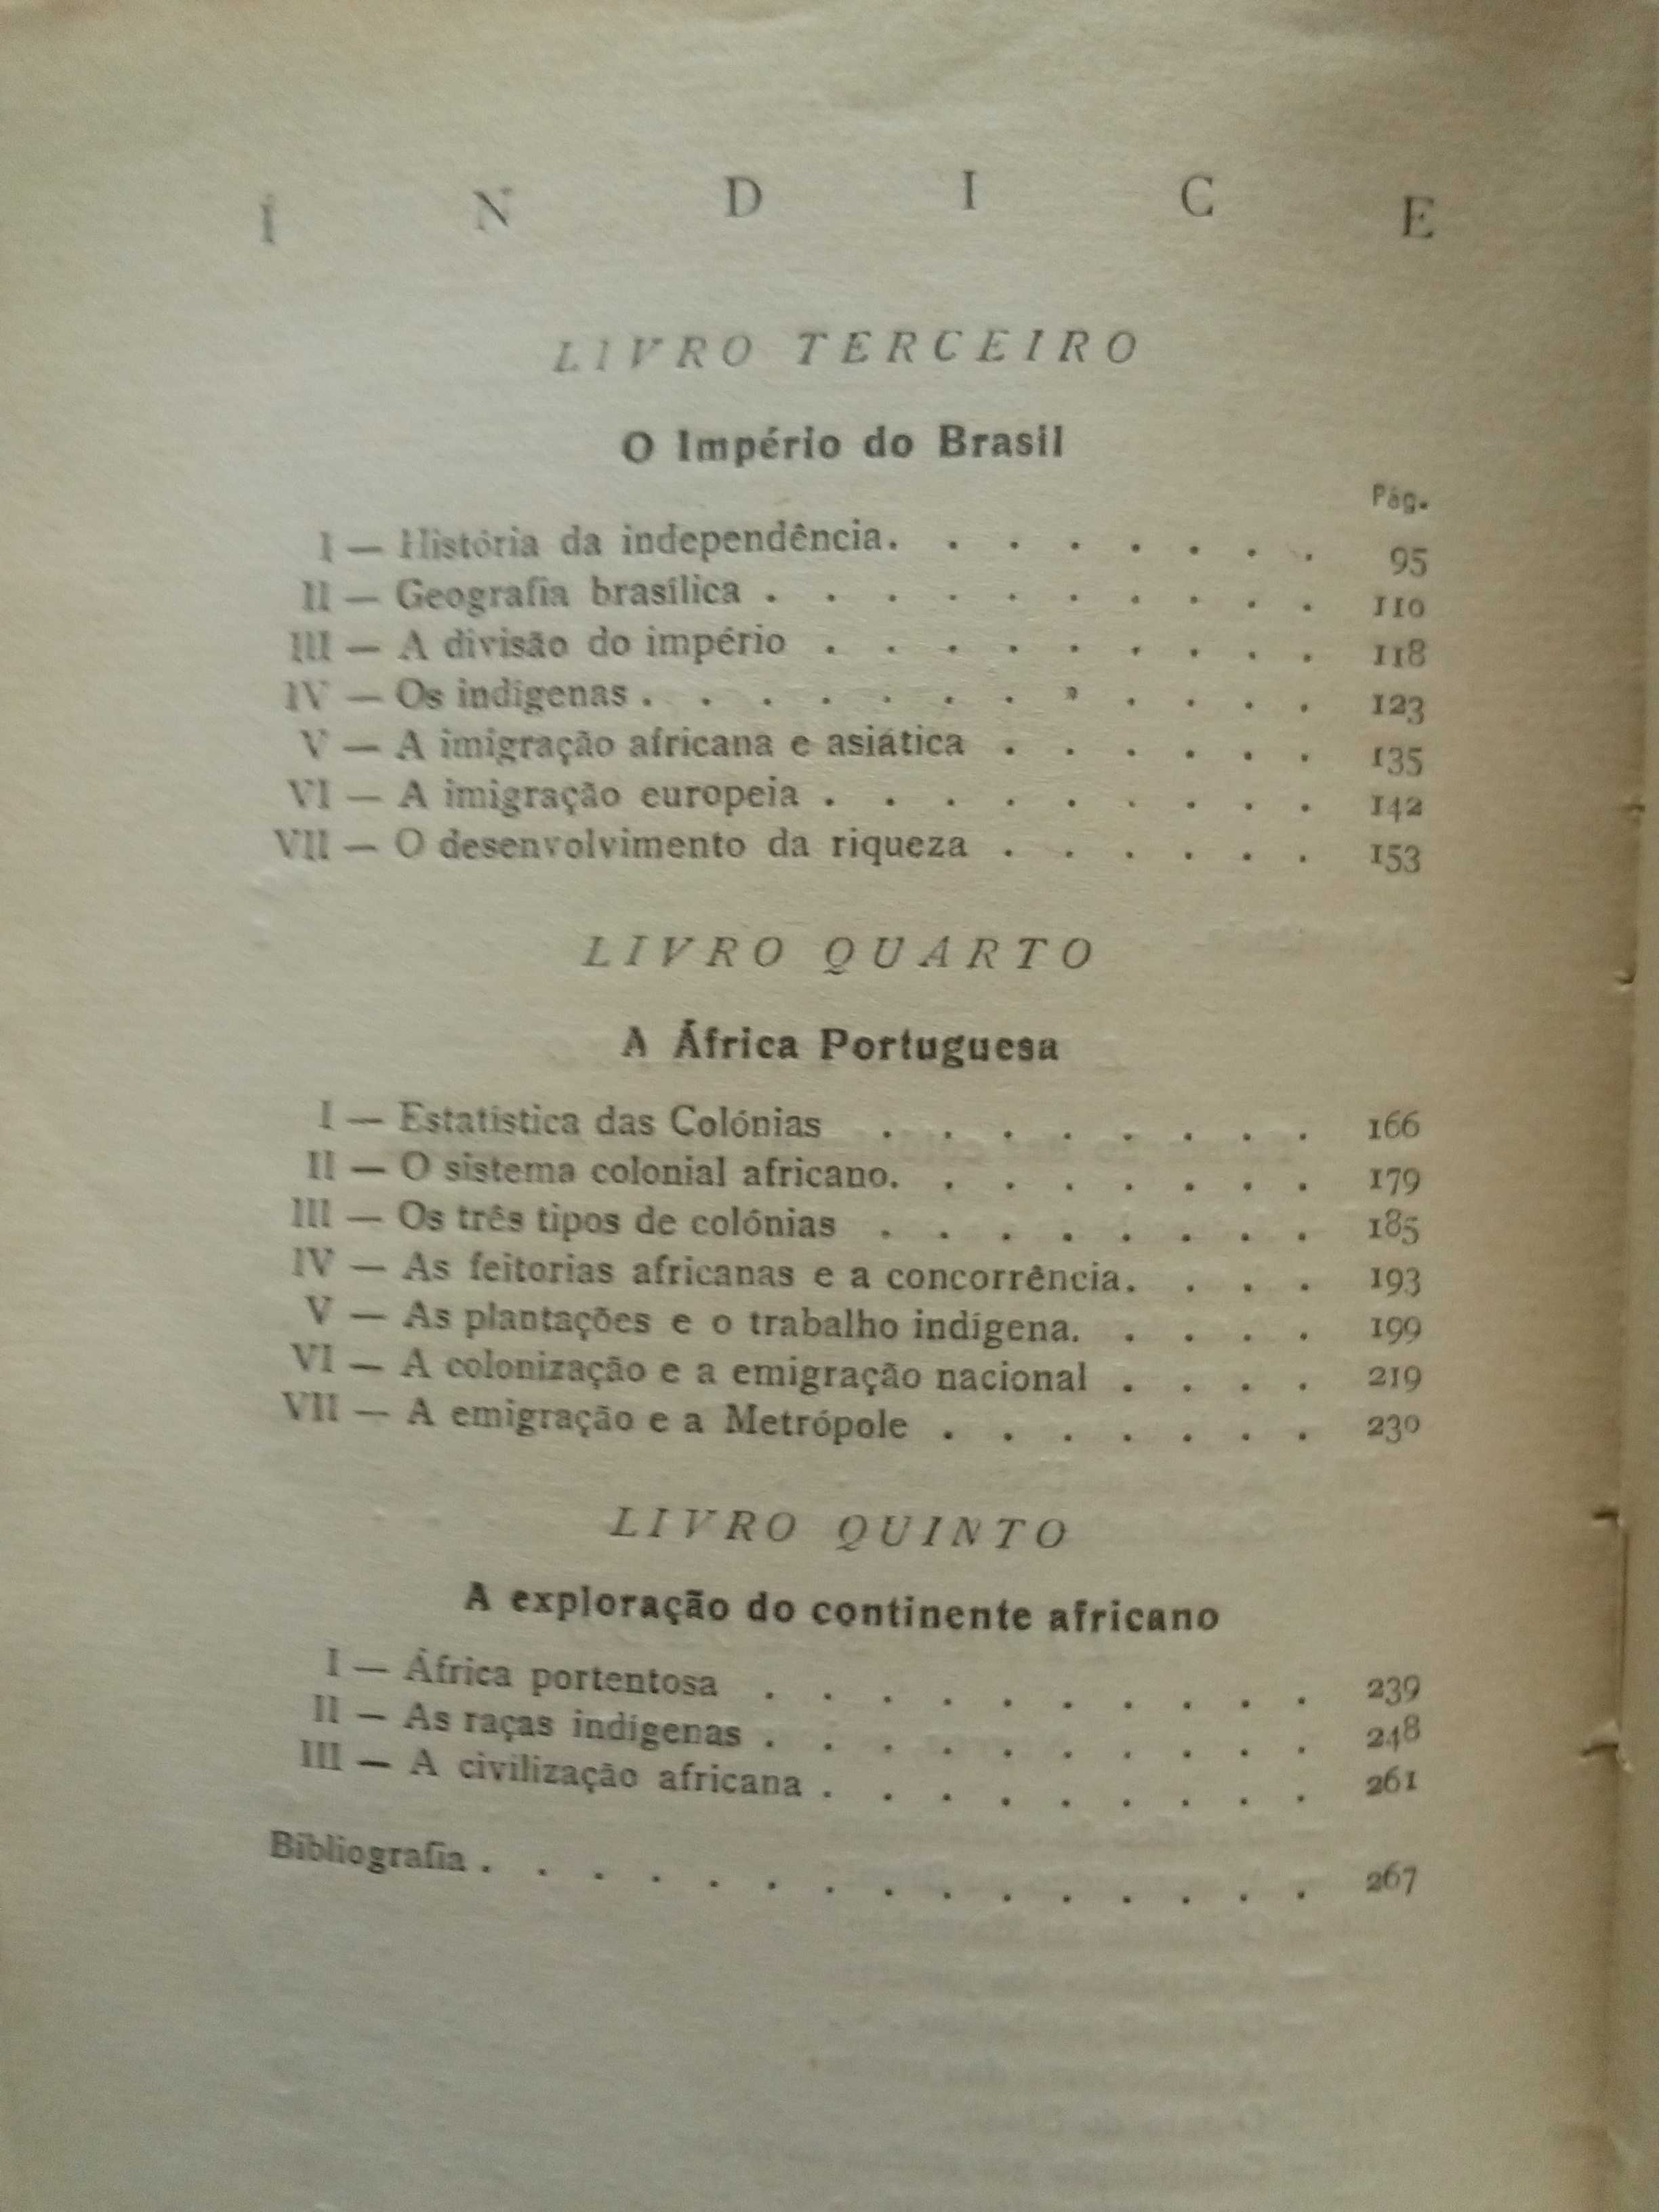 Í N D I C E
LIVRO TERCEIRO
O Império do Brasil
Pág.
I — História da independência. . . . . . . . 95
II — Geografia brasílica . . . . . . . . . . 110
III — A divisão do império . . . . . . . . . 118
IV — Os indígenas . . . . . . . . . . . . 123
V — A imigração africana e asiática . . . . . . 135
VI — A imigração europeia . . . . . . . . . 142
VII — O desenvolvimento da riqueza . . . . . . 153
LIVRO QUARTO
A África Portuguesa
I — Estatística das Colónias . . . . . . . . 166
II — O sistema colonial africano. . . . . . . . 179
III — Os três tipos de colónias . . . . . . . . 185
IV — As feitorias africanas e a concorrência. . . . 193
V — As plantações e o trabalho indígena. . . . . 199
VI — A colonização e a emigração nacional . . . . 219
VII — A emigração e a Metrópole . . . . . . . 230
LIVRO QUINTO
A exploração do continente africano
I — África portentosa . . . . . . . . . . 239
II — As raças indígenas . . . . . . . . . . 248
III — A civilização africana . . . . . . . . . 261
Bibliografia . . . . . . . . . . . . . . . 267